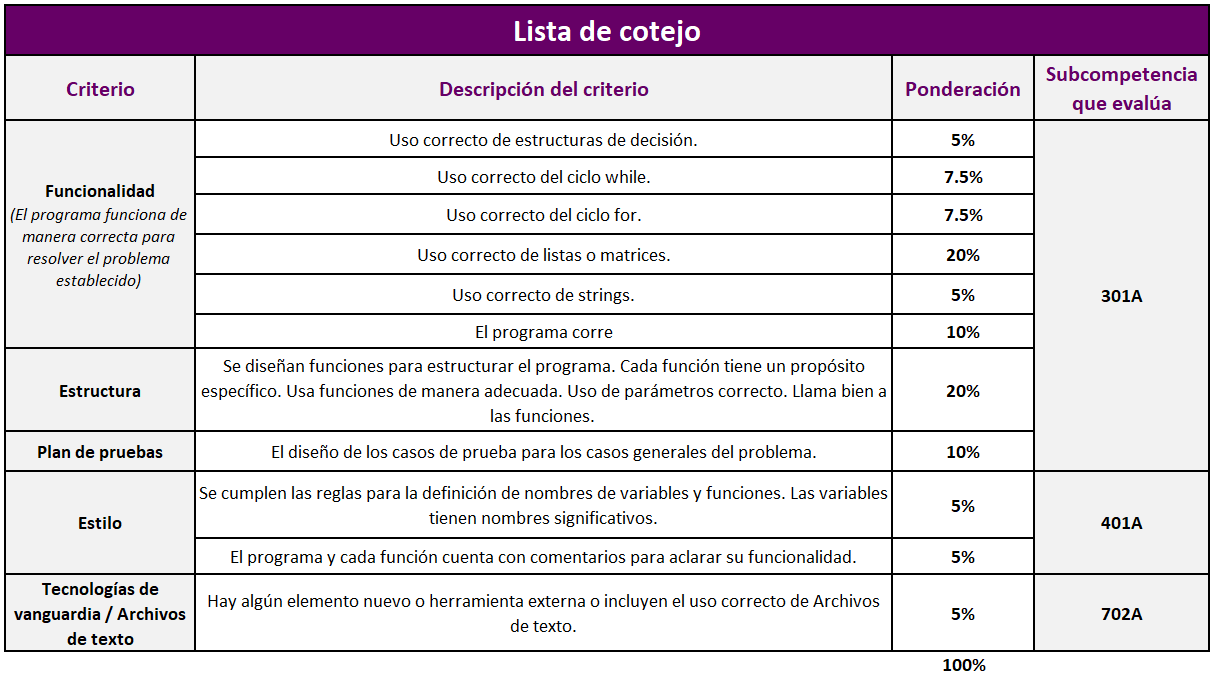 Lista de cotejo
Criterio
Descripción del criterio
Ponderación
Subcompetencia
que evalúa
Funcionalidad
(El programa funciona de
manera correcta para
resolver el problema
establecido)
Uso correcto de estructuras de decisión.
5%
Uso correcto del ciclo while.
7.5%
Uso correcto del ciclo for.
7.5%
Uso correcto de listas o matrices.
20%
Uso correcto de strings.
5%
El programa corre
10%
301A
Estructura
Se diseñan funciones para estructurar el programa. Cada función tiene un propósito
específico. Usa funciones de manera adecuada. Uso de parámetros correcto. Llama bien a
las funciones.
20%
Plan de pruebas
El diseño de los casos de prueba para los casos generales del problema.
10%
Estilo
Se cumplen las reglas para la definición de nombres de variables y funciones. Las variables
tienen nombres significativos.
5%
El programa y cada función cuenta con comentarios para aclarar su funcionalidad.
5%
401A
Tecnologías de
vanguardia / Archivos
de texto
Hay algún elemento nuevo o herramienta externa o incluyen el uso correcto de Archivos
de texto.
5%
702A
100%